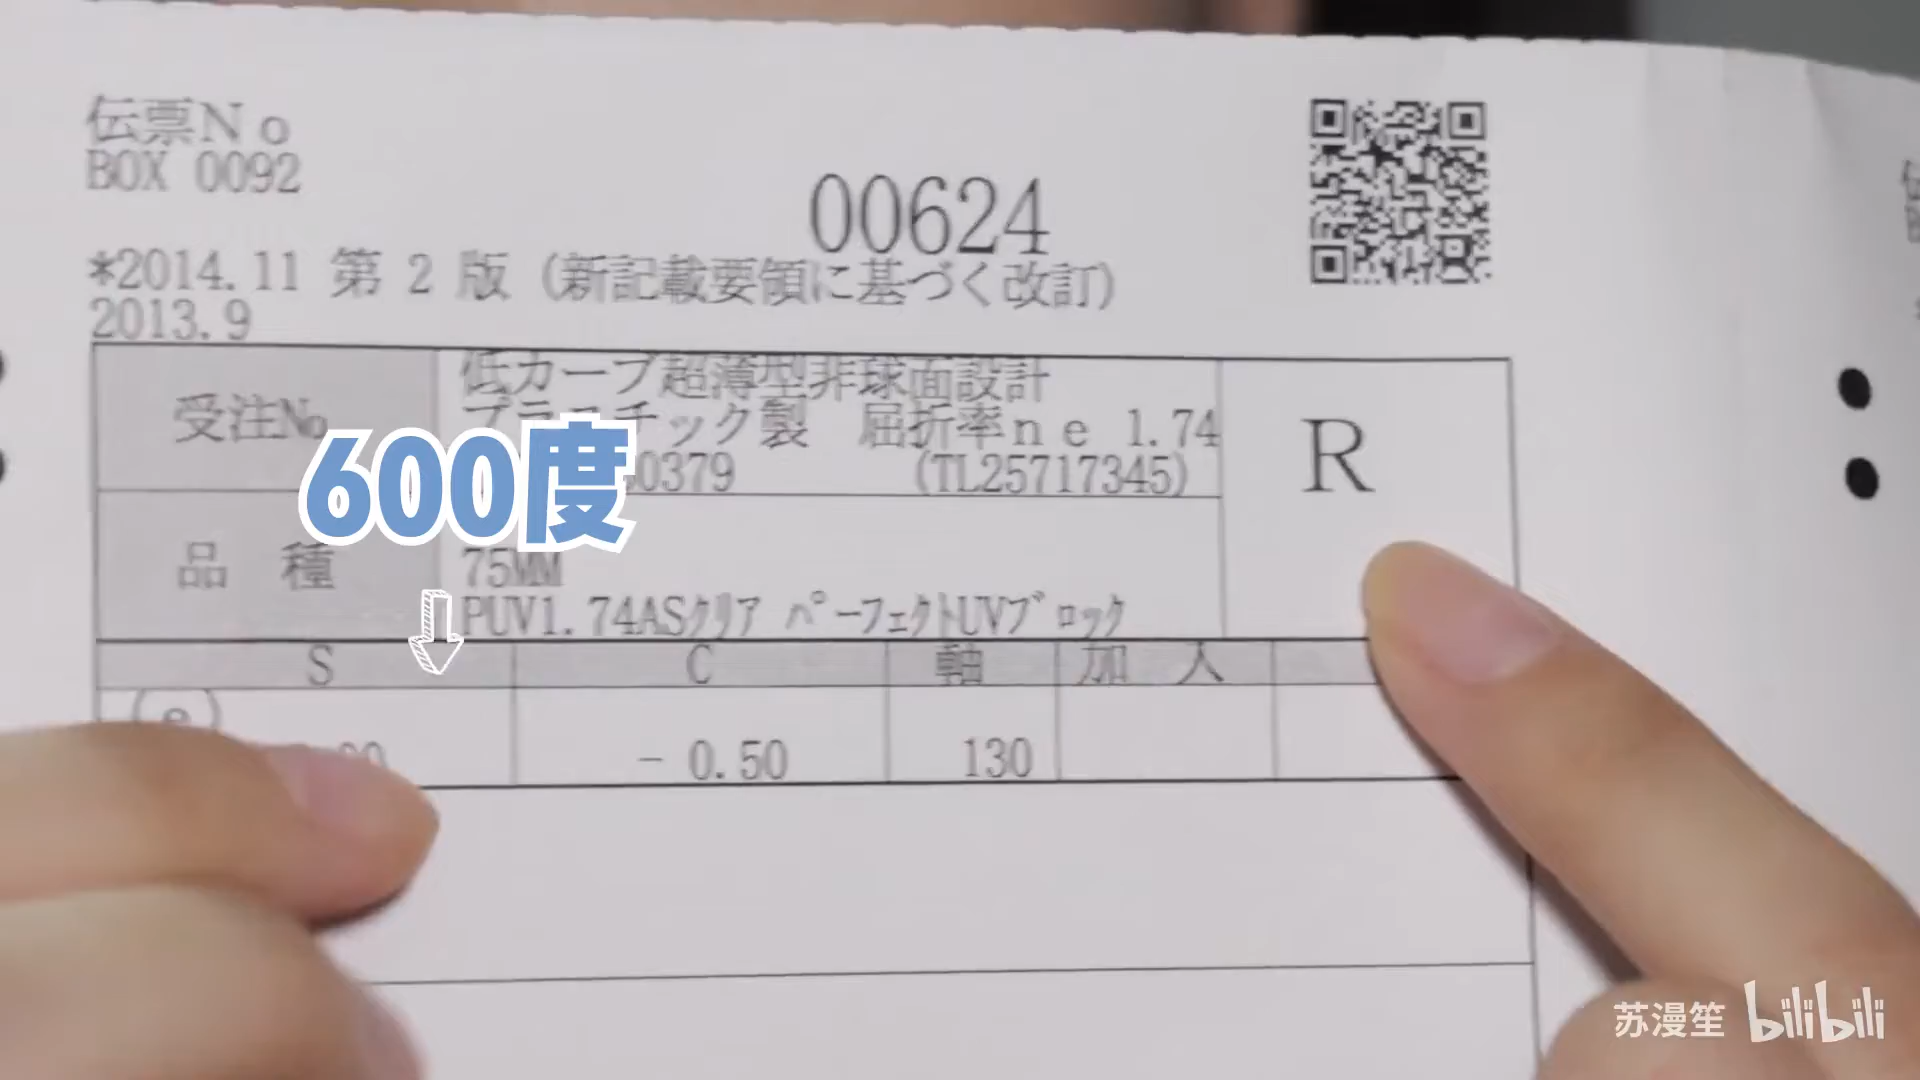 伝票No
BOX 0092
00624
*2014.11 第 2 版 (新記載要領に基づく改訂)
2013.9
受注№
低カーブ超薄型非球面設計
プラスチック製 屈折率ne 1.74
0379 (TL25717345)
R
600度
品 種
75MM
PUV1.74ASクリア パーフェクトUVブロック
S C 軸 加 入
(e)
- 0.50 130
苏漫笙 bilibili